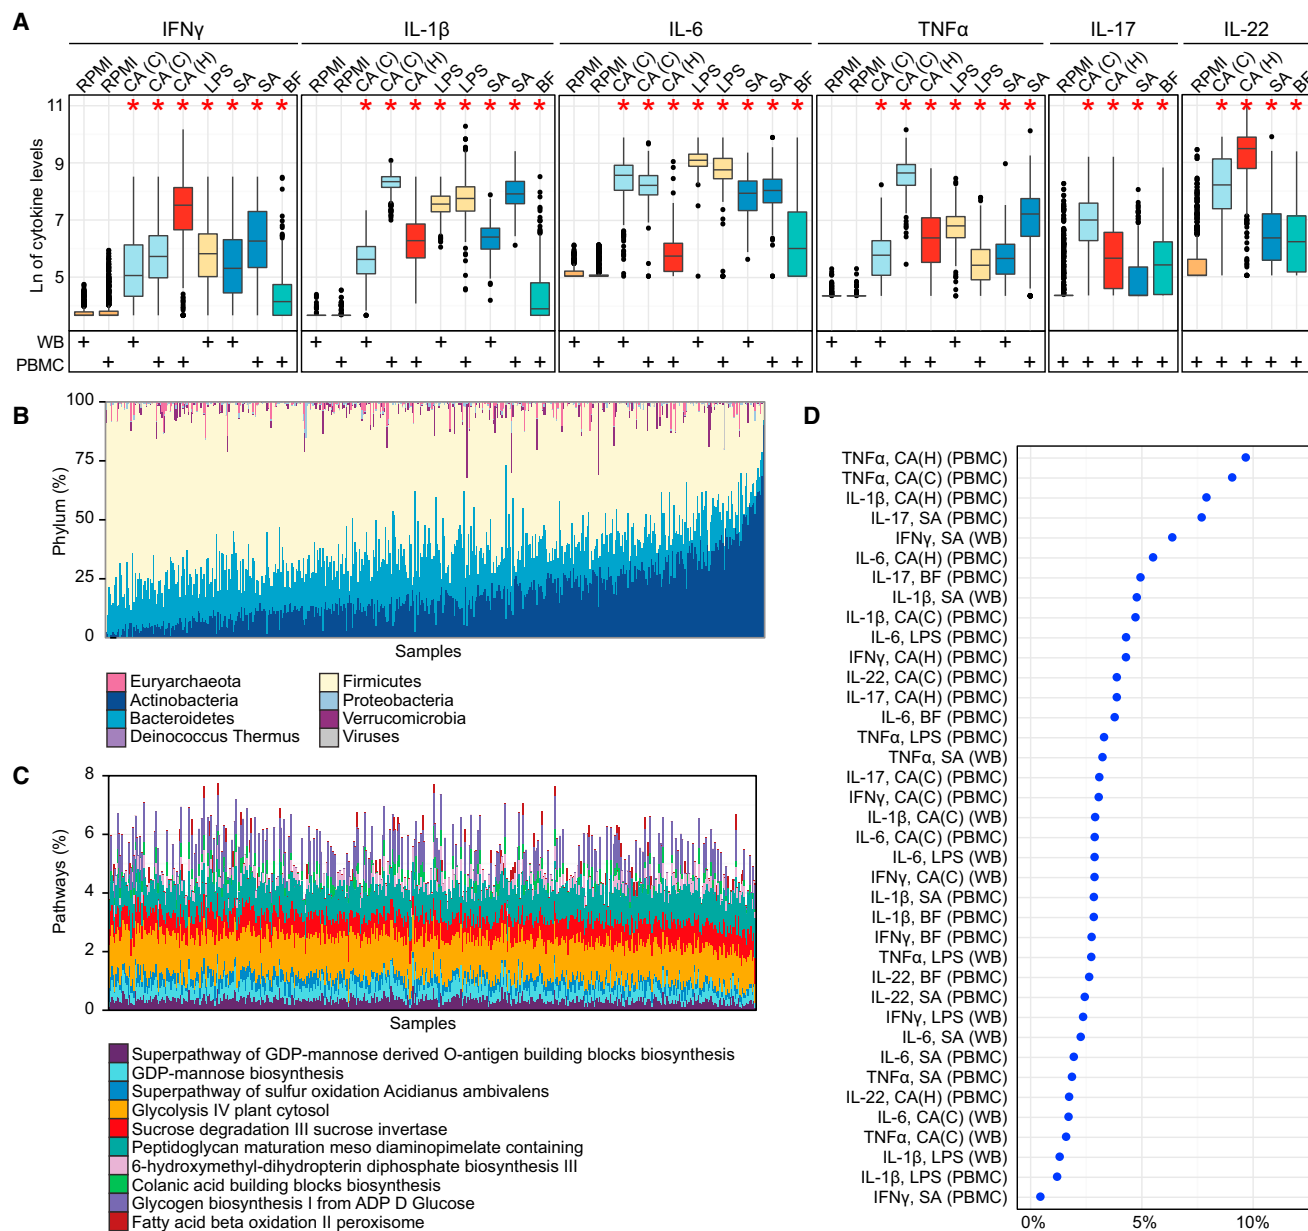 A
IFNγ IL-1β IL-6 TNFα IL-17 IL-22
RPMI RPMI CA (C) CA (C) CA (H) LPS SA SA BF RPMI RPMI CA (C) CA (C) CA (H) LPS LPS SA SA BF RPMI RPMI CA (C) CA (C) CA (H) LPS LPS SA SA BF RPMI RPMI CA (C) CA (C) CA (H) LPS LPS SA SA RPMI CA (C) CA (H) SA BF RPMI CA (C) CA (H) SA BF
* * * * * * * * * * * * * * * * * * * * * * * * * * * * * * * * * * * * * * *
Ln of cytokine levels
11
9
7
5
WB + + + + + + + + + + + + + + + +
PBMC + + + + + + + + + + + + + + + + + + + + + + + + + + + + + + +
B
Phylum (%)
100
75
50
25
0
Samples
Euryarchaeota Firmicutes
Actinobacteria Proteobacteria
Bacteroidetes Verrucomicrobia
Deinococcus Thermus Viruses
C
Pathways (%)
8
6
4
2
0
Samples
Superpathway of GDP-mannose derived O-antigen building blocks biosynthesis
GDP-mannose biosynthesis
Superpathway of sulfur oxidation Acidianus ambivalens
Glycolysis IV plant cytosol
Sucrose degradation III sucrose invertase
Peptidoglycan maturation meso diaminopimelate containing
6-hydroxymethyl-dihydropterin diphosphate biosynthesis III
Colanic acid building blocks biosynthesis
Glycogen biosynthesis I from ADP D Glucose
Fatty acid beta oxidation II peroxisome
D
TNFα, CA(H) (PBMC)
TNFα, CA(C) (PBMC)
IL-1β, CA(H) (PBMC)
IL-17, SA (PBMC)
IFNγ, SA (WB)
IL-6, CA(H) (PBMC)
IL-17, BF (PBMC)
IL-1β, SA (WB)
IL-1β, CA(C) (PBMC)
IL-6, LPS (PBMC)
IFNγ, CA(H) (PBMC)
IL-22, CA(C) (PBMC)
IL-17, CA(H) (PBMC)
IL-6, BF (PBMC)
TNFα, LPS (PBMC)
TNFα, SA (WB)
IL-17, CA(C) (PBMC)
IFNγ, CA(C) (PBMC)
IL-1β, CA(C) (WB)
IL-6, CA(C) (PBMC)
IL-6, LPS (WB)
IFNγ, CA(C) (WB)
IL-1β, SA (PBMC)
IL-1β, BF (PBMC)
IFNγ, BF (PBMC)
TNFα, LPS (WB)
IL-22, BF (PBMC)
IL-22, SA (PBMC)
IFNγ, LPS (WB)
IL-6, SA (WB)
IL-6, SA (PBMC)
TNFα, SA (PBMC)
IL-22, CA(H) (PBMC)
IL-6, CA(C) (WB)
TNFα, CA(C) (WB)
IL-1β, LPS (WB)
IL-1β, LPS (PBMC)
IFNγ, SA (PBMC)
0% 5% 10%